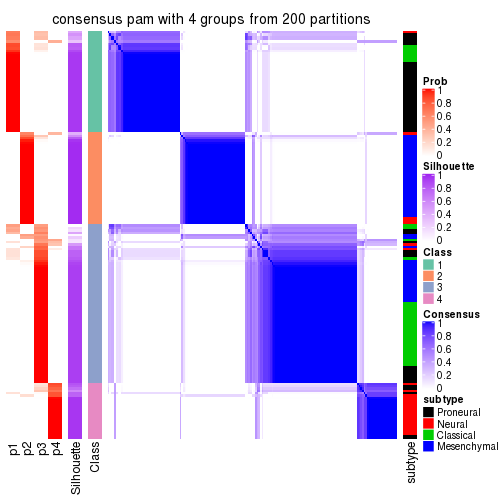 consensus pam with 4 groups from 200 partitions
Prob
1
0.8
0.6
0.4
0.2
0
Silhouette
1
0.8
0.6
0.4
0.2
0
Class
1
2
3
4
Consensus
1
0.8
0.6
0.4
0.2
0
subtype
Proneural
Neural
Classical
Mesenchymal
p1
p2
p3
p4
Silhouette
Class
subtype